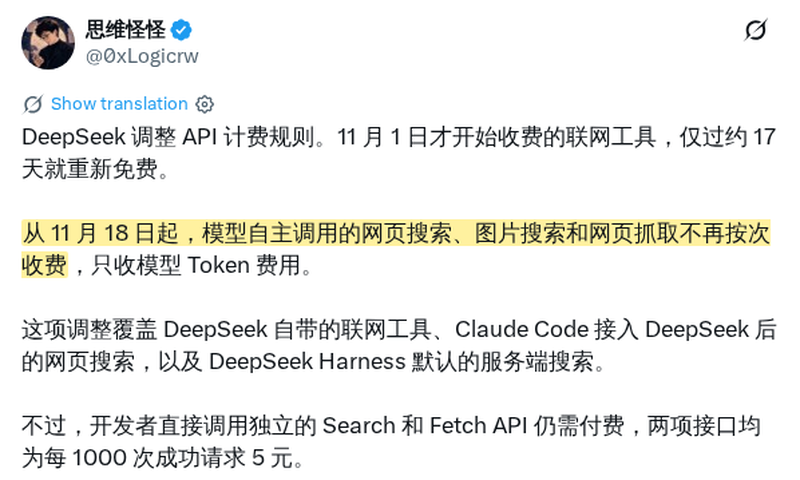 思维怪怪
@0xLogicrw
Show translation
DeepSeek 调整 API 计费规则。11 月 1 日才开始收费的联网工具，仅过约 17
天就重新免费。
从 11 月 18 日起，模型自主调用的网页搜索、图片搜索和网页抓取不再按次
收费，只收模型 Token 费用。
这项调整覆盖 DeepSeek 自带的联网工具、Claude Code 接入 DeepSeek 后
的网页搜索，以及 DeepSeek Harness 默认的服务端搜索。
不过，开发者直接调用独立的 Search 和 Fetch API 仍需付费，两项接口均
为每 1000 次成功请求 5 元。